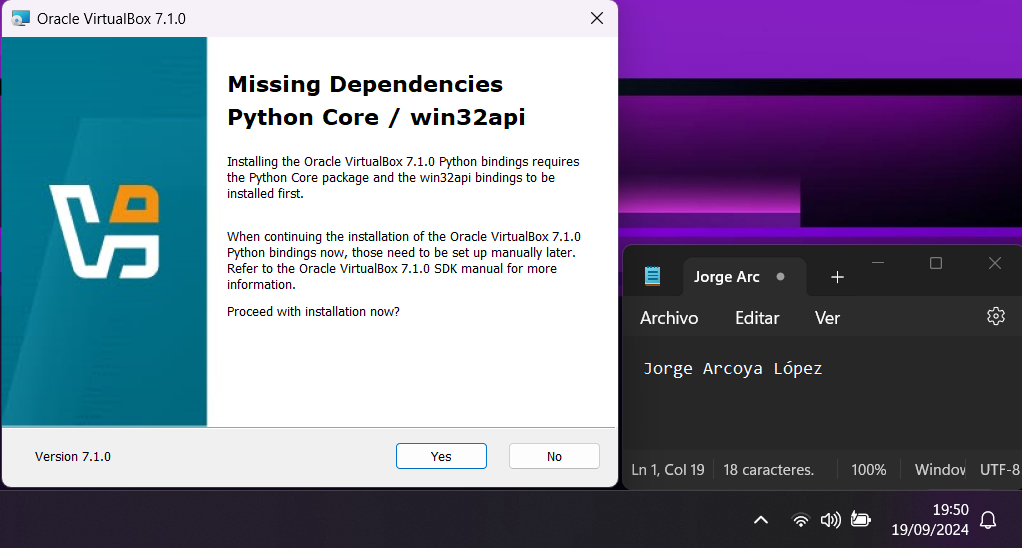 Oracle VirtualBox 7.1.0
Missing Dependencies
Python Core / win32api
Installing the Oracle VirtualBox 7.1.0 Python bindings requires
the Python Core package and the win32api bindings to be
installed first.
When continuing the installation of the Oracle VirtualBox 7.1.0
Python bindings now, those need to be set up manually later.
Refer to the Oracle VirtualBox 7.1.0 SDK manual for more
information.
Proceed with installation now?
Version 7.1.0
Yes
No
Jorge Arc
Archivo Editar Ver
Jorge Arcoya López
Ln 1, Col 19 18 caracteres. 100% Window UTF-8
19:50
19/09/2024